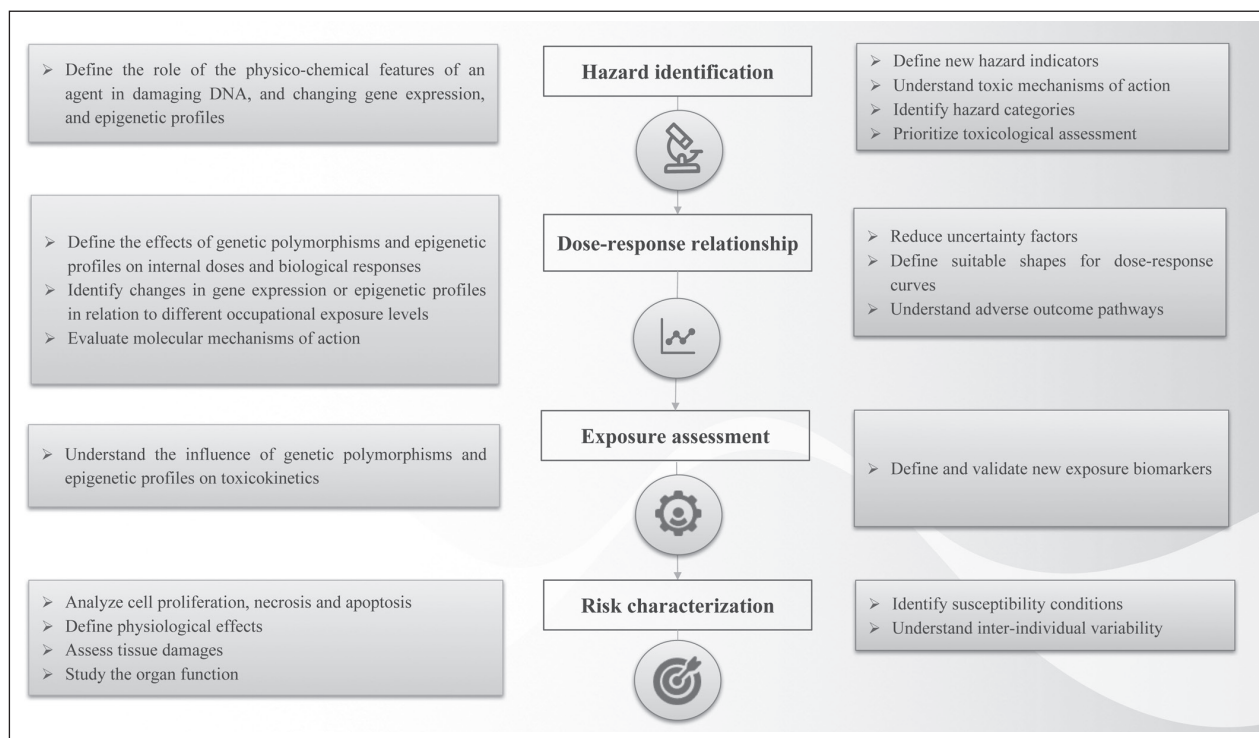 ➢ Define the role of the physico-chemical features of an
agent in damaging DNA, and changing gene expression,
and epigenetic profiles
Hazard identification
➢ Define new hazard indicators
➢ Understand toxic mechanisms of action
➢ Identify hazard categories
➢ Prioritize toxicological assessment
➢ Define the effects of genetic polymorphisms and epigenetic
profiles on internal doses and biological responses
➢ Identify changes in gene expression or epigenetic profiles
in relation to different occupational exposure levels
➢ Evaluate molecular mechanisms of action
Dose-response relationship
➢ Reduce uncertainty factors
➢ Define suitable shapes for dose-response
curves
➢ Understand adverse outcome pathways
➢ Understand the influence of genetic polymorphisms and
epigenetic profiles on toxicokinetics
Exposure assessment
➢ Define and validate new exposure biomarkers
➢ Analyze cell proliferation, necrosis and apoptosis
➢ Define physiological effects
➢ Assess tissue damages
➢ Study the organ function
Risk characterization
➢ Identify susceptibility conditions
➢ Understand inter-individual variability